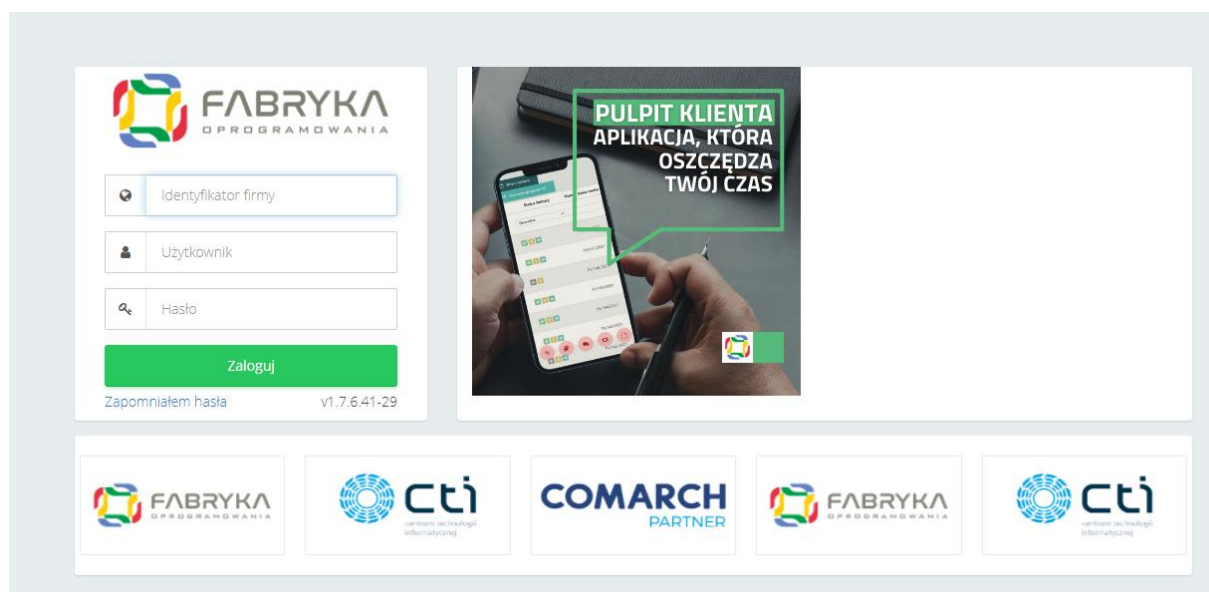 FABRYKA
OPROGRAMOWANIA
Identyfikator firmy
Użytkownik
Hasło
Zaloguj
Zapomniałem hasła
v1.7.6.41-29
PULPIT KLIENTA
APLIKACJA, KTÓRA
OSZCZĘDZA
TWÓJ CZAS
FABRYKA
OPROGRAMOWANIA
cti
centrum technologii
informatycznej
COMARCH
PARTNER
FABRYKA
OPROGRAMOWANIA
cti
centrum technologii
informatycznej